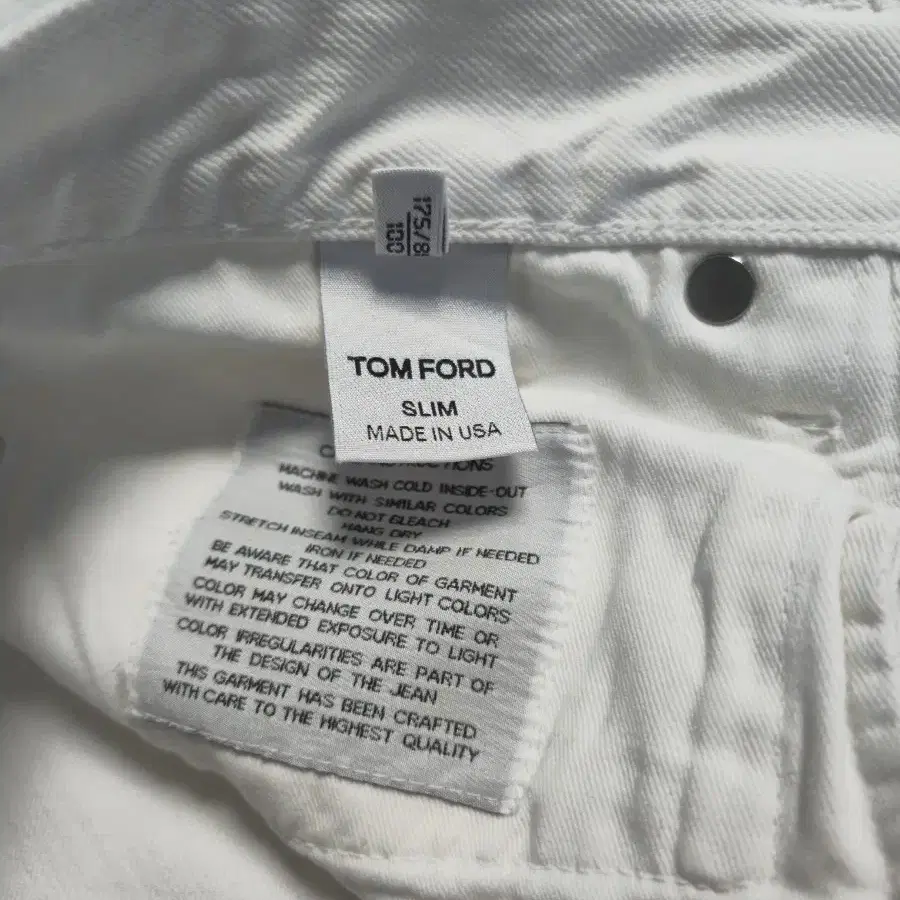 175/8
100
TOM FORD
SLIM
MADE IN USA
MACHINE WASH COLD INSIDE-OUT
WASH WITH SIMILAR COLORS
DO NOT BLEACH
HANG DRY
STRETCH INSEAM WHILE DAMP IF NEEDED
IRON IF NEEDED
BE AWARE THAT COLOR OF GARMENT
MAY TRANSFER ONTO LIGHT COLORS
COLOR MAY CHANGE OVER TIME OR
WITH EXTENDED EXPOSURE TO LIGHT
COLOR IRREGULARITIES ARE PART OF
THE DESIGN OF THE JEAN
THIS GARMENT HAS BEEN CRAFTED
WITH CARE TO THE HIGHEST QUALITY